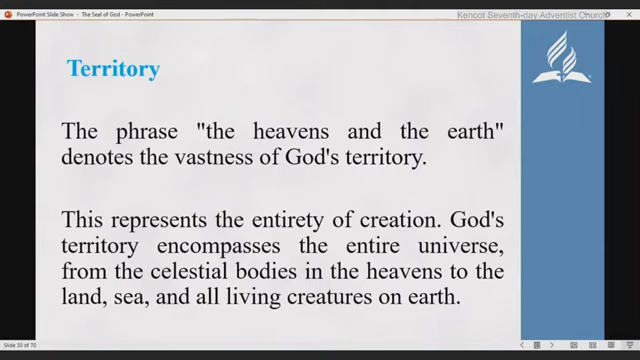 PowerPoint Slide Show - The Seal of God - PowerPoint
Kencot Seventh-day Adventist Church
Territory
The phrase "the heavens and the earth"
denotes the vastness of God's territory.
This represents the entirety of creation. God's
territory encompasses the entire universe,
from the celestial bodies in the heavens to the
land, sea, and all living creatures on earth.
Slide 30 of 70